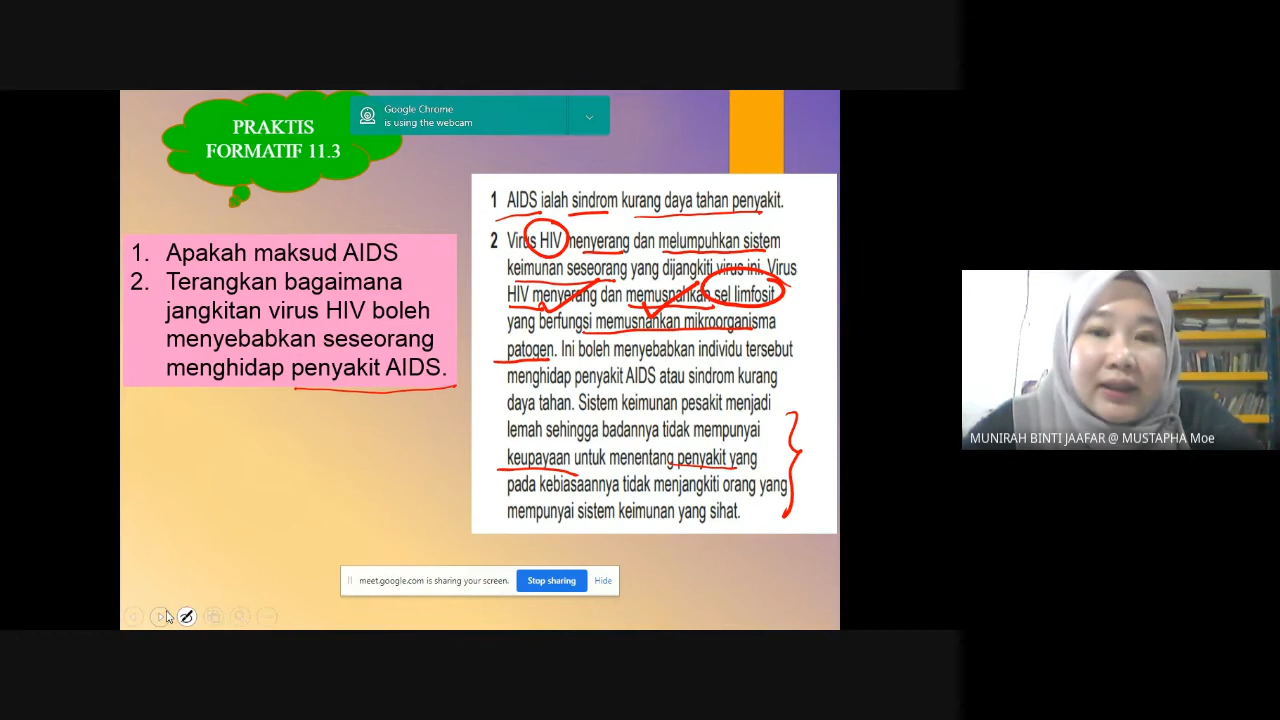 PRAKTIS
FORMATIF 11.3
Google Chrome
is using the webcam
1. Apakah maksud AIDS
2. Terangkan bagaimana
jangkitan virus HIV boleh
menyebabkan seseorang
menghidap penyakit AIDS.
1 AIDS ialah sindrom kurang daya tahan penyakit.
2 Virus HIV menyerang dan melumpuhkan sistem
keimunan seseorang yang dijangkiti virus ini. Virus
HIV menyerang dan memusnahkan sel limfosit
yang berfungsi memusnahkan mikroorganisma
patogen. Ini boleh menyebabkan individu tersebut
menghidap penyakit AIDS atau sindrom kurang
daya tahan. Sistem keimunan pesakit menjadi
lemah sehingga badannya tidak mempunyai
keupayaan untuk menentang penyakit yang
pada kebiasaannya tidak menjangkiti orang yang
mempunyai sistem keimunan yang sihat.
meet.google.com is sharing your screen.
Stop sharing
Hide
MUNIRAH BINTI JAAFAR @ MUSTAPHA Moe